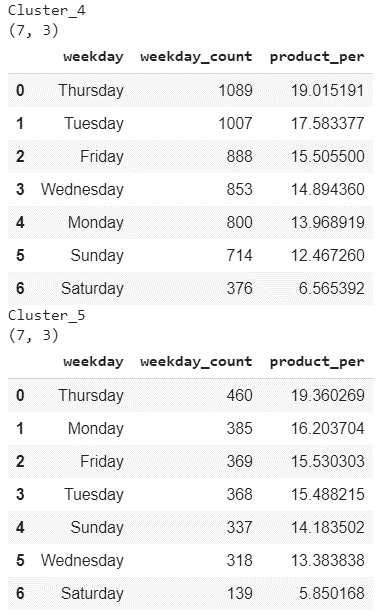 Cluster_4
(7, 3)
weekday weekday_count product_per
0 Thursday 1089 19.015191
1 Tuesday 1007 17.583377
2 Friday 888 15.505500
3 Wednesday 853 14.894360
4 Monday 800 13.968919
5 Sunday 714 12.467260
6 Saturday 376 6.565392
Cluster_5
(7, 3)
weekday weekday_count product_per
0 Thursday 460 19.360269
1 Monday 385 16.203704
2 Friday 369 15.530303
3 Tuesday 368 15.488215
4 Sunday 337 14.183502
5 Wednesday 318 13.383838
6 Saturday 139 5.850168